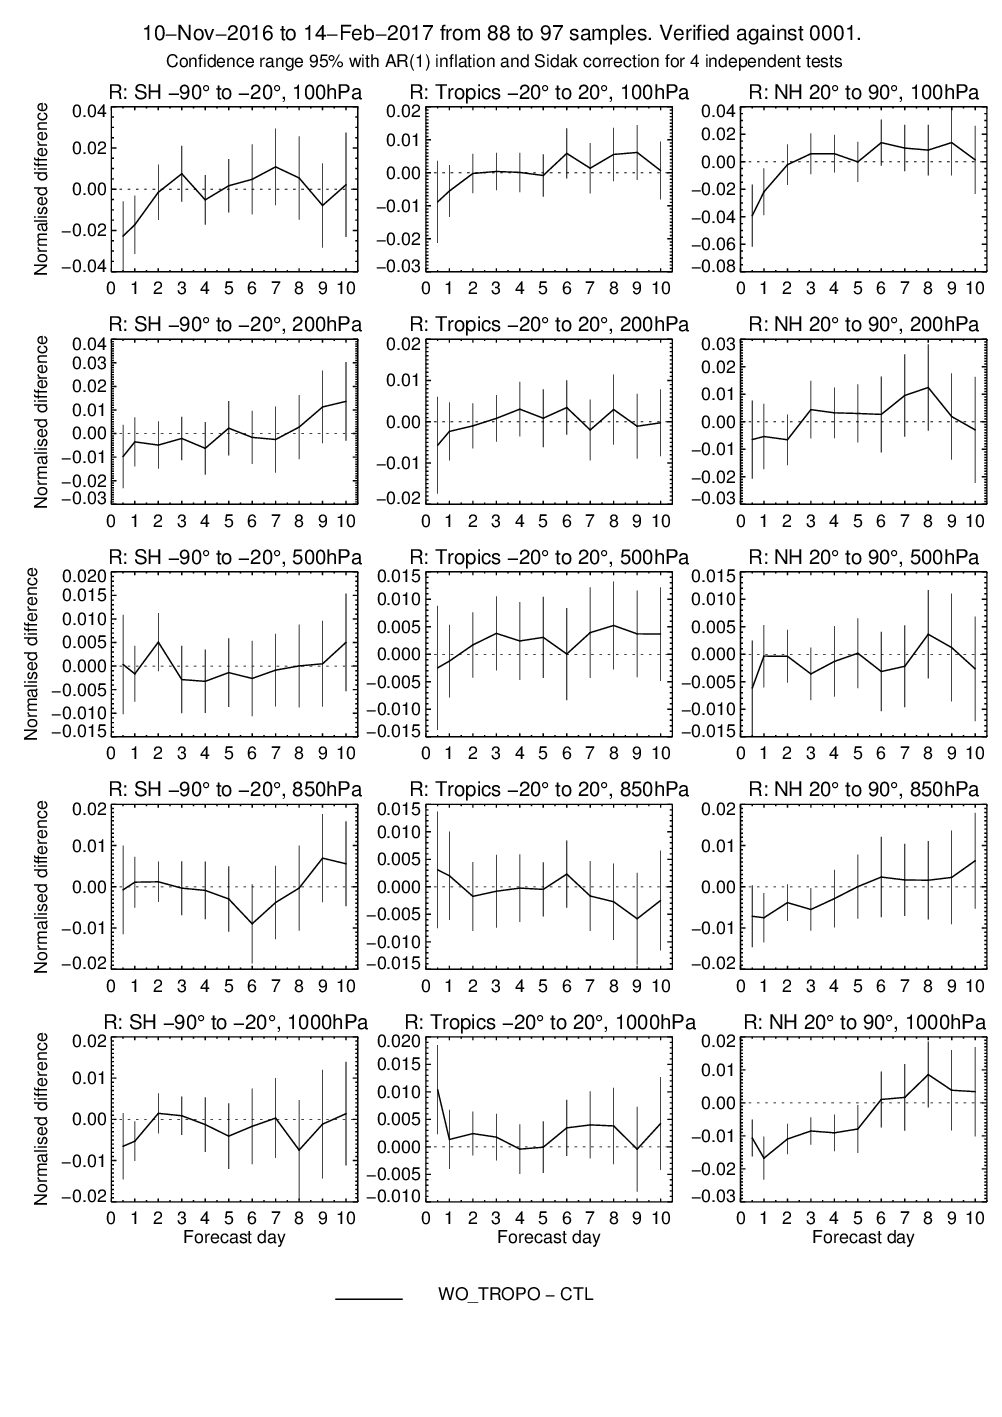 10−Nov−2016 to 14−Feb−2017 from 88 to 97 samples. Verified against 0001.
Confidence range 95% with AR(1) inflation and Sidak correction for 4 independent tests
R: SH −90° to −20°, 100hPa
R: Tropics −20° to 20°, 100hPa
R: NH 20° to 90°, 100hPa
Normalised difference
0.04
0.02
0.00
−0.02
−0.04
0 1 2 3 4 5 6 7 8 9 10
0.02
0.01
0.00
−0.01
−0.02
−0.03
0 1 2 3 4 5 6 7 8 9 10
0.04
0.02
0.00
−0.02
−0.04
−0.06
−0.08
0 1 2 3 4 5 6 7 8 9 10
R: SH −90° to −20°, 200hPa
R: Tropics −20° to 20°, 200hPa
R: NH 20° to 90°, 200hPa
Normalised difference
0.04
0.03
0.02
0.01
0.00
−0.01
−0.02
−0.03
0 1 2 3 4 5 6 7 8 9 10
0.02
0.01
0.00
−0.01
−0.02
0 1 2 3 4 5 6 7 8 9 10
0.03
0.02
0.01
0.00
−0.01
−0.02
−0.03
0 1 2 3 4 5 6 7 8 9 10
R: SH −90° to −20°, 500hPa
R: Tropics −20° to 20°, 500hPa
R: NH 20° to 90°, 500hPa
Normalised difference
0.020
0.015
0.010
0.005
0.000
−0.005
−0.010
−0.015
0 1 2 3 4 5 6 7 8 9 10
0.015
0.010
0.005
0.000
−0.005
−0.010
−0.015
0 1 2 3 4 5 6 7 8 9 10
0.015
0.010
0.005
0.000
−0.005
−0.010
−0.015
0 1 2 3 4 5 6 7 8 9 10
R: SH −90° to −20°, 850hPa
R: Tropics −20° to 20°, 850hPa
R: NH 20° to 90°, 850hPa
Normalised difference
0.02
0.01
0.00
−0.01
−0.02
0 1 2 3 4 5 6 7 8 9 10
0.015
0.010
0.005
0.000
−0.005
−0.010
−0.015
0 1 2 3 4 5 6 7 8 9 10
0.02
0.01
0.00
−0.01
−0.02
0 1 2 3 4 5 6 7 8 9 10
R: SH −90° to −20°, 1000hPa
R: Tropics −20° to 20°, 1000hPa
R: NH 20° to 90°, 1000hPa
Normalised difference
0.02
0.01
0.00
−0.01
−0.02
0 1 2 3 4 5 6 7 8 9 10
Forecast day
0.020
0.015
0.010
0.005
0.000
−0.005
−0.010
0 1 2 3 4 5 6 7 8 9 10
Forecast day
0.02
0.01
0.00
−0.01
−0.02
−0.03
0 1 2 3 4 5 6 7 8 9 10
Forecast day
WO_TROPO − CTL